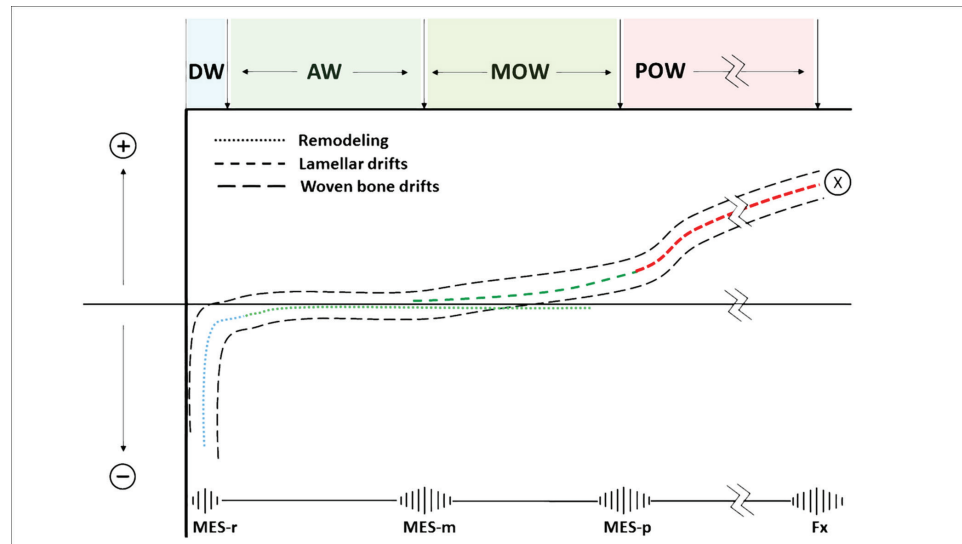 DW AW MOW POW
+
Remodeling
Lamellar drifts
Woven bone drifts
X
−
MES-r MES-m MES-p Fx